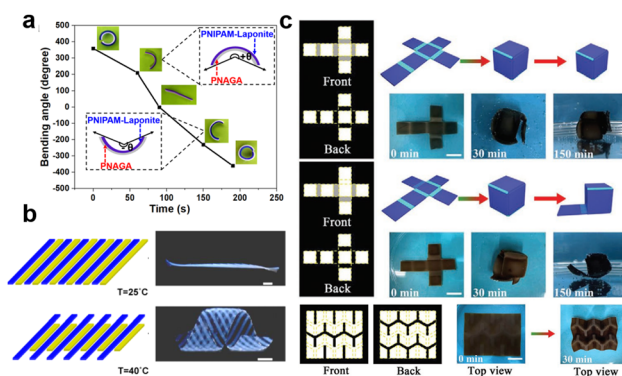 a
Bending angle (degree)
500
400
300
200
100
0
-100
-200
-300
-400
-500
0
50
100
150
200
250
Time (s)
PNIPAM-Laponite
+θ
PNAGA
PNIPAM-Laponite
- θ
PNAGA
b
T=25°C
T=40°C
c
Front
Back
0 min
30 min
150 min
Front
Back
0 min
30 min
150 min
Front
Back
0 min
Top view
30 min
Top view